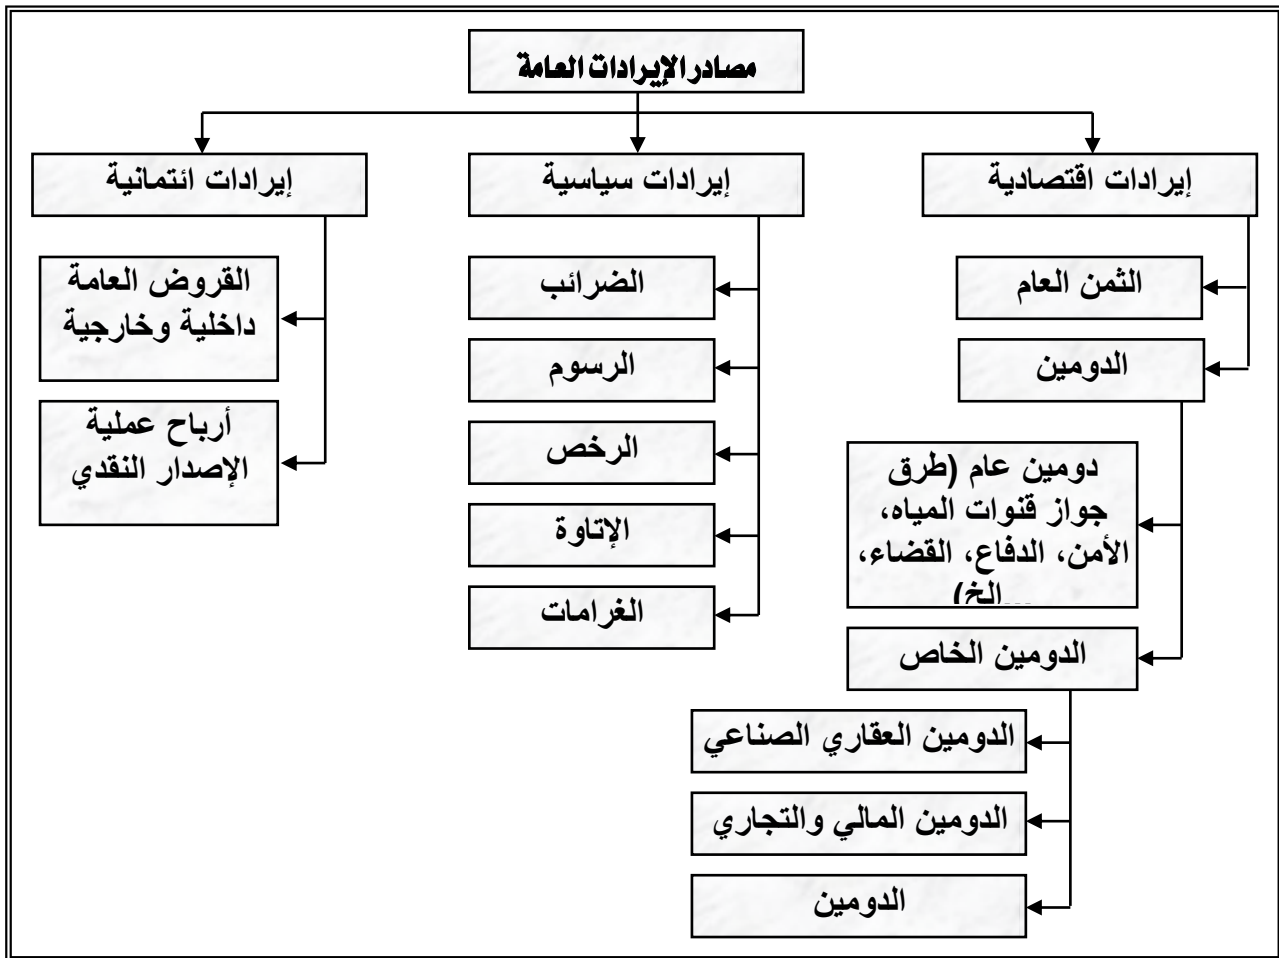 مصادر الإيرادات العامة
إيرادات اقتصادية
إيرادات سياسية
إيرادات ائتمانية
الثمن العام
الدومين
دومين عام (طرق
جواز قنوات المياه،
الأمن، الدفاع، القضاء،
...الخ)
الدومين الخاص
الدومين العقاري الصناعي
الدومين المالي والتجاري
الدومين
الضرائب
الرسوم
الرخص
الإتاوة
الغرامات
القروض العامة
داخلية وخارجية
أرباح عملية
الإصدار النقدي